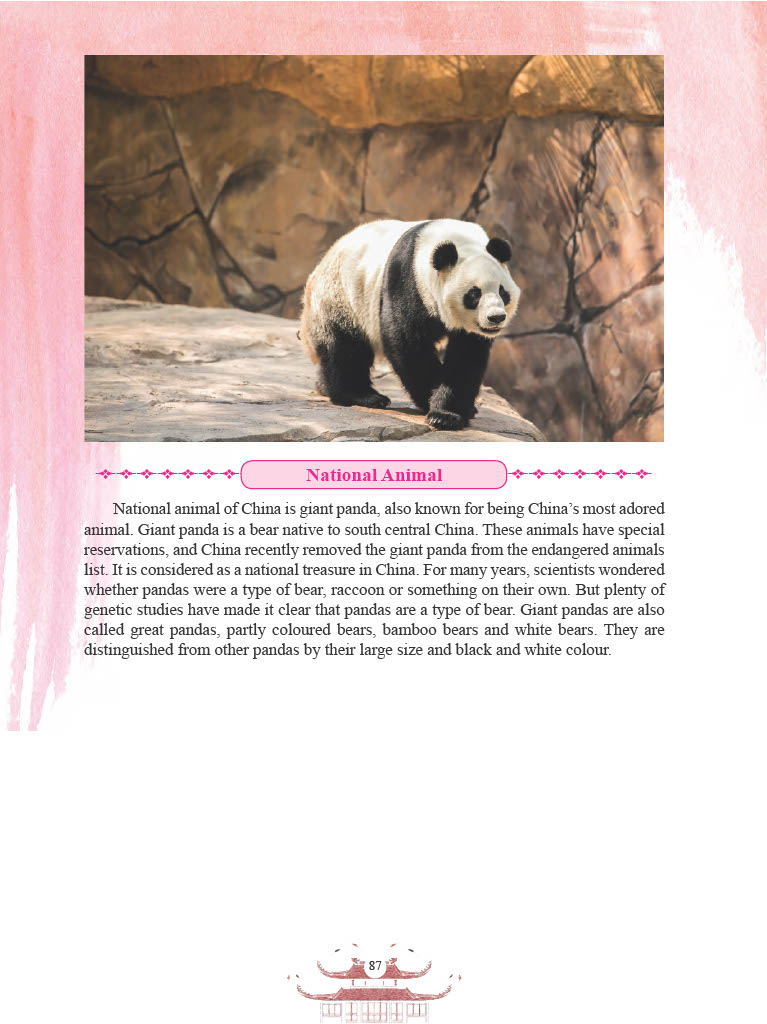 National Animal
National animal of China is giant panda, also known for being China’s most adored
animal. Giant panda is a bear native to south central China. These animals have special
reservations, and China recently removed the giant panda from the endangered animals
list. It is considered as a national treasure in China. For many years, scientists wondered
whether pandas were a type of bear, raccoon or something on their own. But plenty of
genetic studies have made it clear that pandas are a type of bear. Giant pandas are also
called great pandas, partly coloured bears, bamboo bears and white bears. They are
distinguished from other pandas by their large size and black and white colour.
87